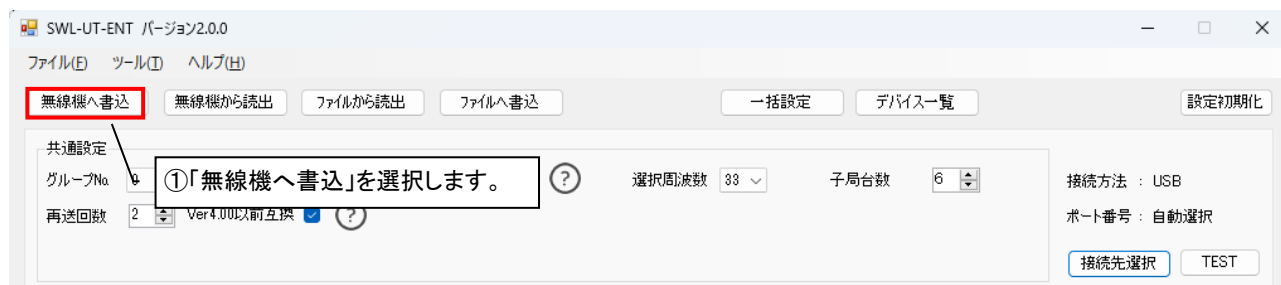 SWL-UT-ENT バージョン2.0.0
ファイル(F) ツール(T) ヘルプ(H)
無線機へ書込 無線機から読出 ファイルから読出 ファイルへ書込 一括設定 デバイス一覧 設定初期化
共通設定
グループNo. 0 ①「無線機へ書込」を選択します。 ? 選択周波数 33 子局台数 6 接続方法 : USB
再送回数 2 Ver4.00以前互換 ? ポート番号 : 自動選択
接続先選択 TEST